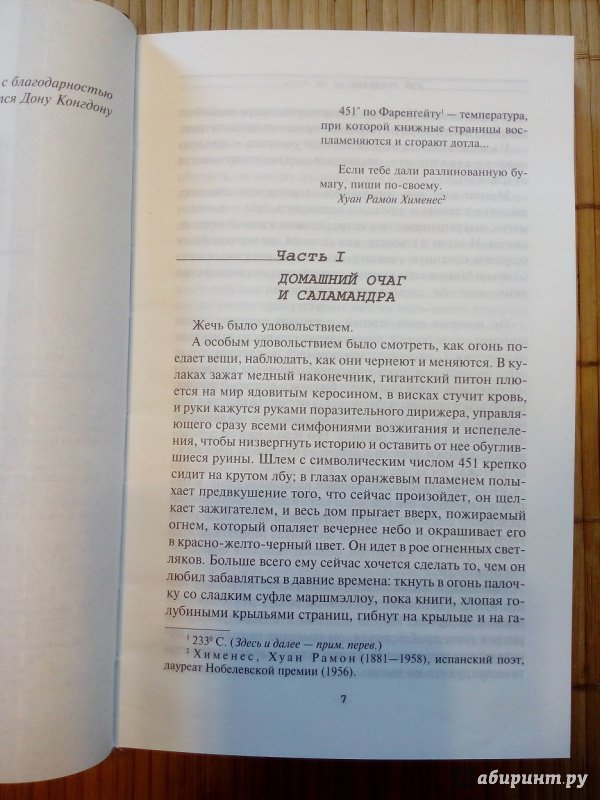 с благодарностью
тся Дону Конгдону
451° по Фаренгейту¹ — температура,
при которой книжные страницы вос-
пламеняются и сгорают дотла...
Если тебе дали разлинованную бу-
магу, пиши по-своему.
Хуан Рамон Хименес²
Часть I
ДОМАШНИЙ ОЧАГ
И САЛАМАНДРА
Жечь было удовольствием.
А особым удовольствием было смотреть, как огонь по-
едает вещи, наблюдать, как они чернеют и меняются. В ку-
лаках зажат медный наконечник, гигантский питон плю-
ется на мир ядовитым керосином, в висках стучит кровь,
и руки кажутся руками поразительного дирижера, управля-
ющего сразу всеми симфониями возжигания и испепеле-
ния, чтобы низвергнуть историю и оставить от нее обуглив-
шиеся руины. Шлем с символическим числом 451 крепко
сидит на крутом лбу; в глазах оранжевым пламенем полы-
хает предвкушение того, что сейчас произойдет, он щел-
кает зажигателем, и весь дом прыгает вверх, пожираемый
огнем, который опаляет вечернее небо и окрашивает его
в красно-желто-черный цвет. Он идет в рое огненных свет-
ляков. Больше всего ему сейчас хочется сделать то, чем он
любил забавляться в давние времена: ткнуть в огонь палоч-
ку со сладким суфле маршмэллоу, пока книги, хлопая го-
лубиными крыльями страниц, гибнут на крыльце и на га-
¹ 233⁰ С. (Здесь и далее — прим. перев.)
² Хименес, Хуан Рамон (1881–1958), испанский поэт,
лауреат Нобелевской премии (1956).
7
абиринт.ру